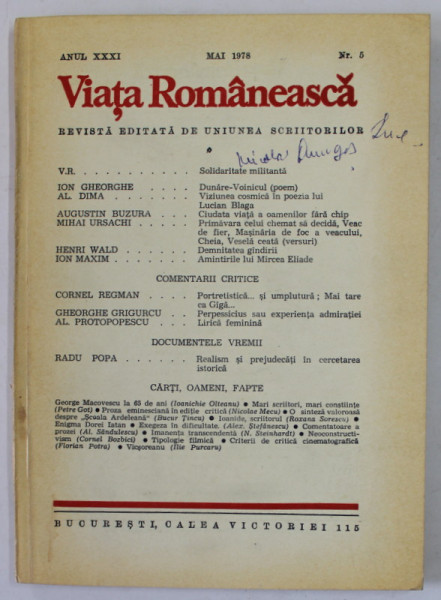 ANUL XXXI MAI 1978 Nr. 5
Viața Românească
REVISTĂ EDITATĂ DE UNIUNEA SCRIITORILOR
V.R. . . . . . . . . . . . Solidaritate militantă
ION GHEORGHE . . . . Dunăre-Voinicul (poem)
AL. DIMA . . . . . . . . Viziunea cosmică în poezia lui
Lucian Blaga
AUGUSTIN BUZURA . . . Ciudata viață a oamenilor fără chip
MIHAI URSACHI . . . . Primăvara celui chemat să decidă, Veac
de fier, Mașinăria de foc a veacului,
Cheia, Veselă ceată (versuri)
HENRI WALD . . . . . Demnitatea gîndirii
ION MAXIM . . . . . . Amintirile lui Mircea Eliade
COMENTARII CRITICE
CORNEL REGMAN . . . . Portretistică... și umplutură ; Mai tare
ca Gîgă...
GHEORGHE GRIGURCU . . Perpessicius sau experiența admirației
AL. PROTOPOPESCU . . . Lirică feminină
DOCUMENTELE VREMII
RADU POPA . . . . . . Realism și prejudecăți în cercetarea
istorică
CĂRȚI, OAMENI, FAPTE
George Macovescu la 65 de ani (Ioanichie Olteanu) ● Mari scriitori, mari conștiințe
(Petre Got) ● Proza eminesciană în ediție critică (Nicolae Mecu) ● O sinteză valoroasă
despre „Școala Ardeleană" (Bucur Țincu) ● Ioanide, scriitorul (Roxana Sorescu) ●
Enigma Dorei Istan ● Exegeza în dificultate. (Alex. Ștefănescu) ● Comentatoare a
prozei (Al. Săndulescu) ● Imanența transcendentă (N. Steinhardt) ● Neoconstructi-
vism (Cornel Bozbici) ● Tipologie filmică ● Criterii de critică cinematografică
(Florian Potra) ● Vicșoreanu (Ilie Purcaru)
BUCUREȘTI, CALEA VICTORIEI 115